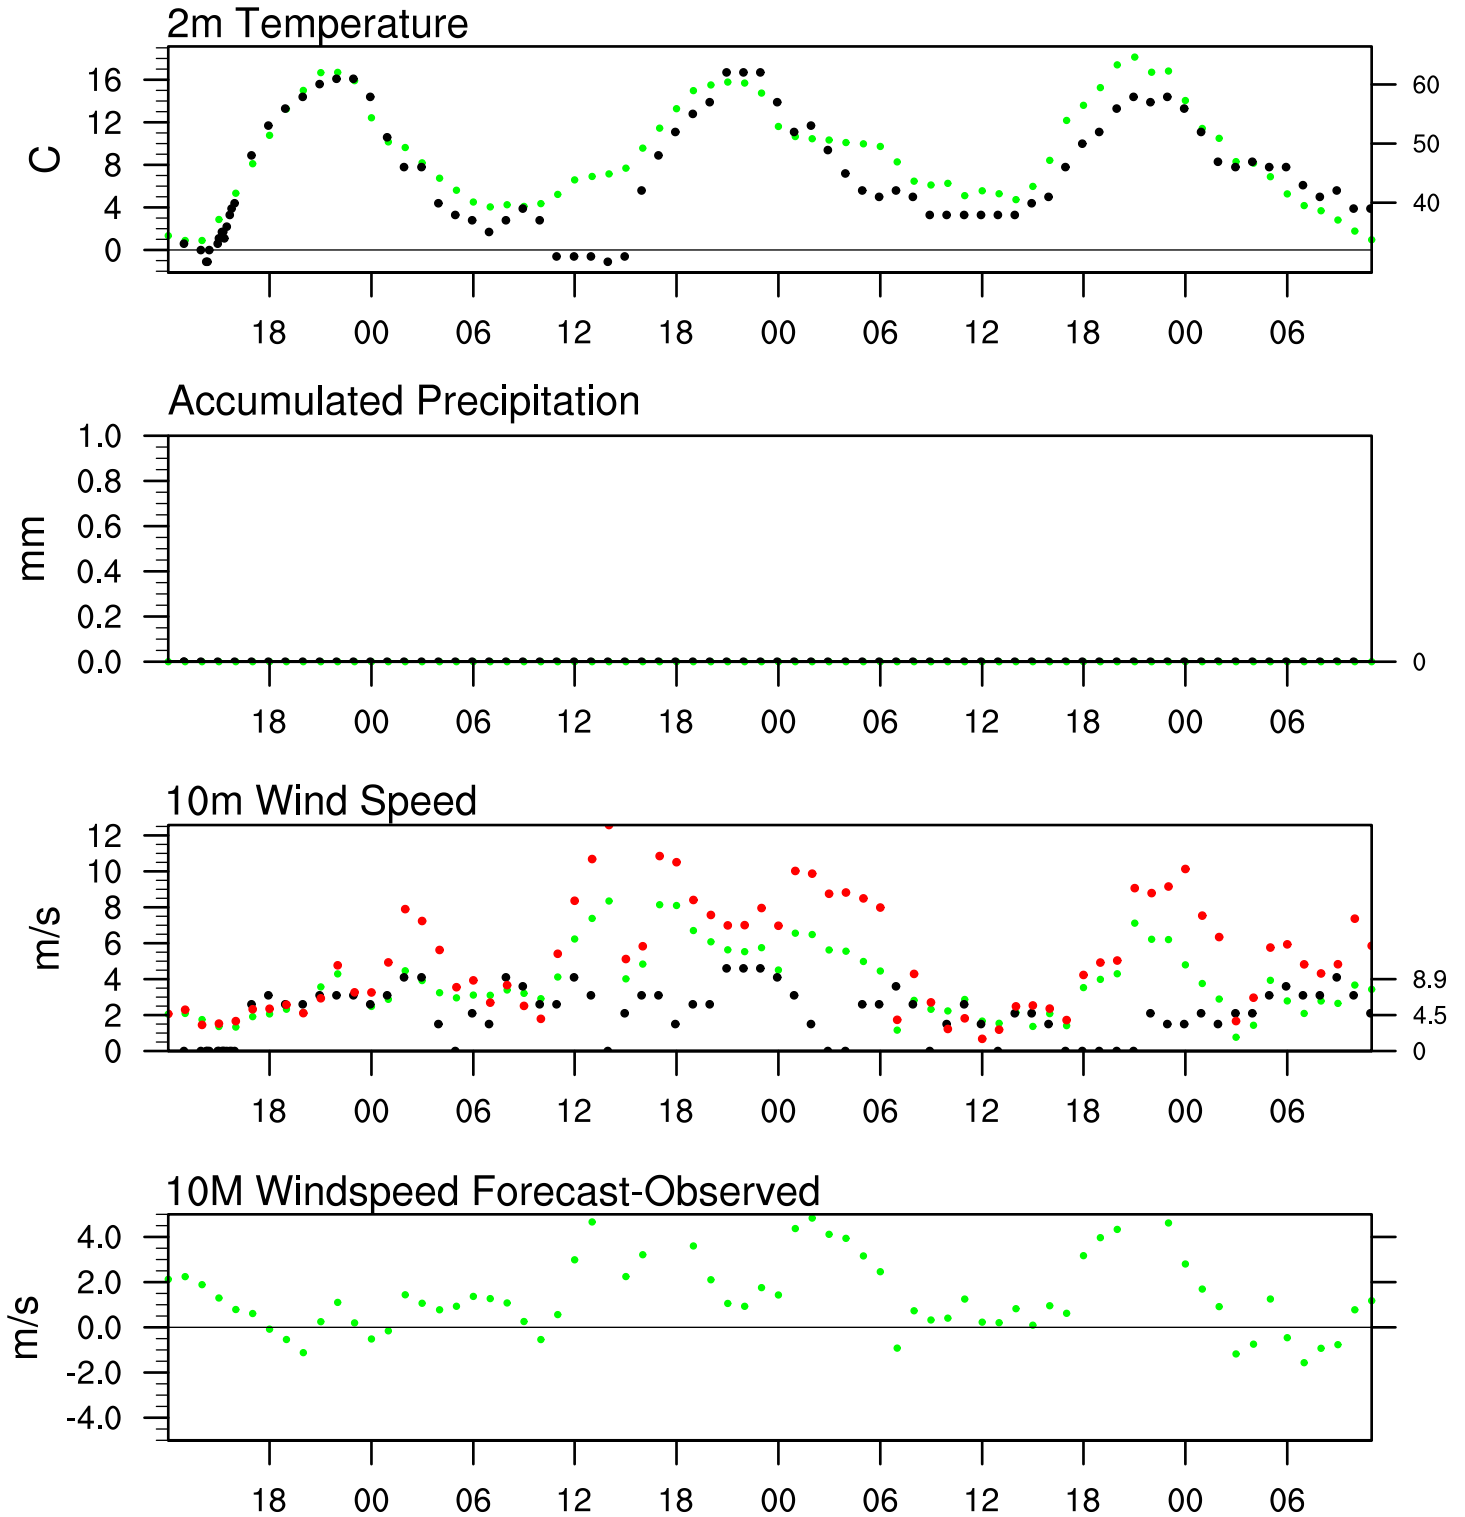 2m Temperature
16
12
8
4
0
C
60
50
40
18 00 06 12 18 00 06 12 18 00 06
Accumulated Precipitation
1.0
0.8
0.6
0.4
0.2
0.0
mm
0
18 00 06 12 18 00 06 12 18 00 06
10m Wind Speed
12
10
8
6
4
2
0
m/s
8.9
4.5
0
18 00 06 12 18 00 06 12 18 00 06
10M Windspeed Forecast-Observed
4.0
2.0
0.0
-2.0
-4.0
m/s
18 00 06 12 18 00 06 12 18 00 06